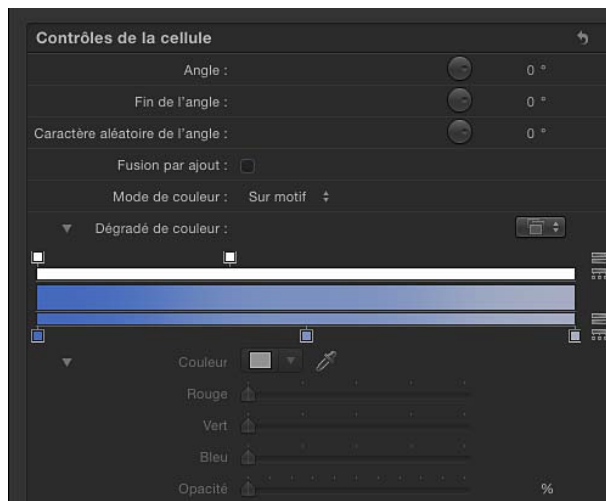 Contrôles de la cellule
Angle : 0 °
Fin de l'angle : 0 °
Caractère aléatoire de l'angle : 0 °
Fusion par ajout :
Mode de couleur : Sur motif
Dégradé de couleur :
Couleur
Rouge
Vert
Bleu
Opacité %